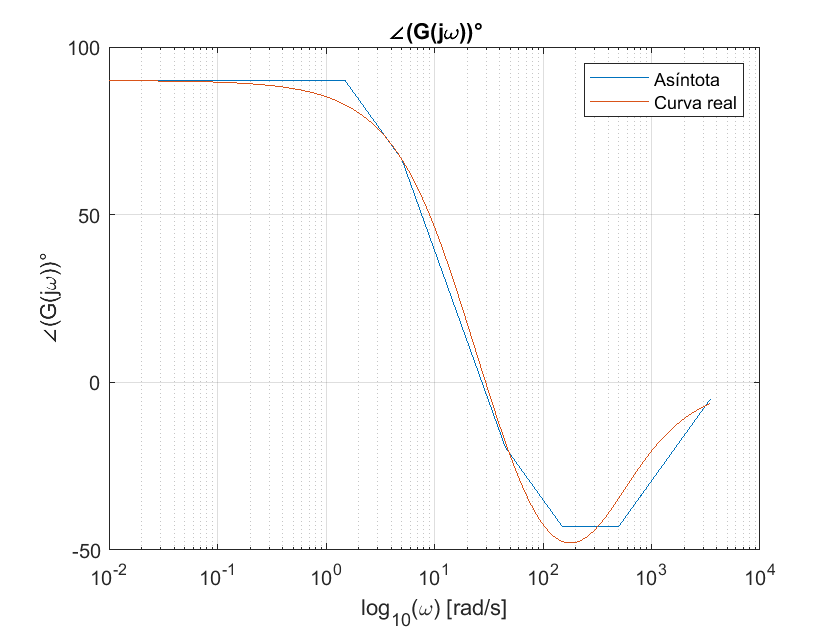 ∠(G(jω))°
Asíntota
Curva real
∠(G(jω))°
100
50
0
-50
10^-2
10^-1
10^0
10^1
10^2
10^3
10^4
log_10(ω) [rad/s]